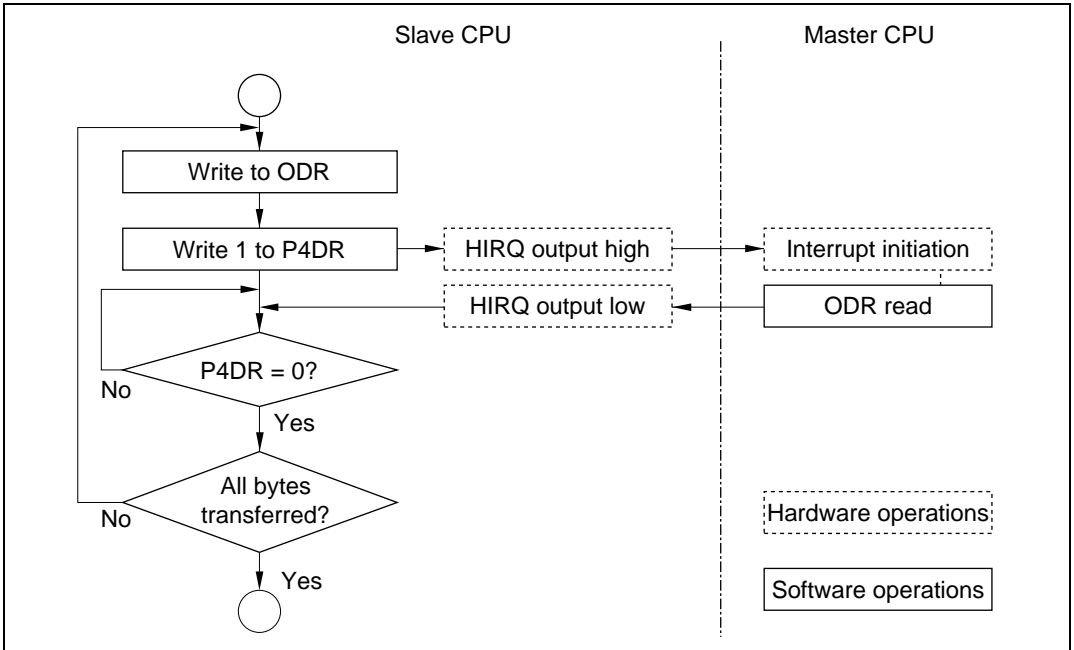 Slave CPU
Master CPU
Write to ODR
Write 1 to P4DR
HIRQ output high
Interrupt initiation
HIRQ output low
ODR read
P4DR = 0?
No
Yes
All bytes
transferred?
No
Yes
Hardware operations
Software operations